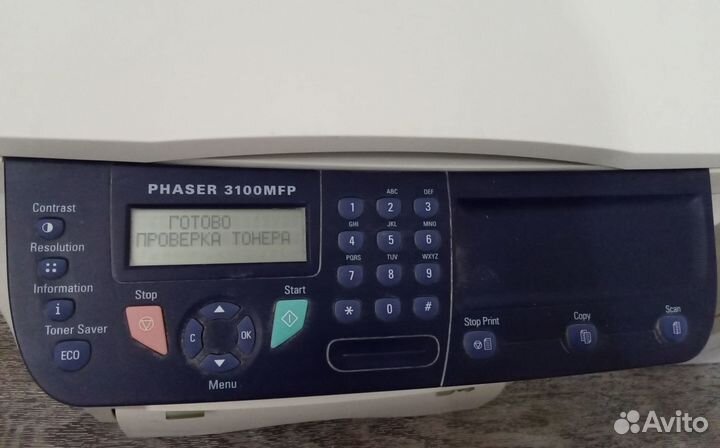 PHASER 3100MFP
ГОТОВО
ПРОВЕРКА ТОНЕРА
Contrast
Resolution
Information
i
Toner Saver
ECO
Stop
Start
C
OK
Menu
ABC DEF
1 2 3
GHI JKL MNO
4 5 6
PQRS TUV WXYZ
7 8 9
* 0 #
Stop Print
Copy
Scan
Avito